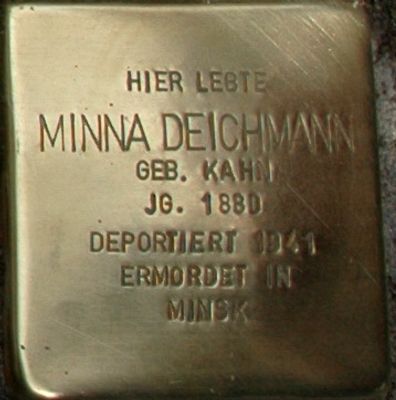 HIER LEBTE
MINNA DEICHMANN
GEB. KAHN
JG. 1880
DEPORTIERT 1941
ERMORDET IN
MINSK